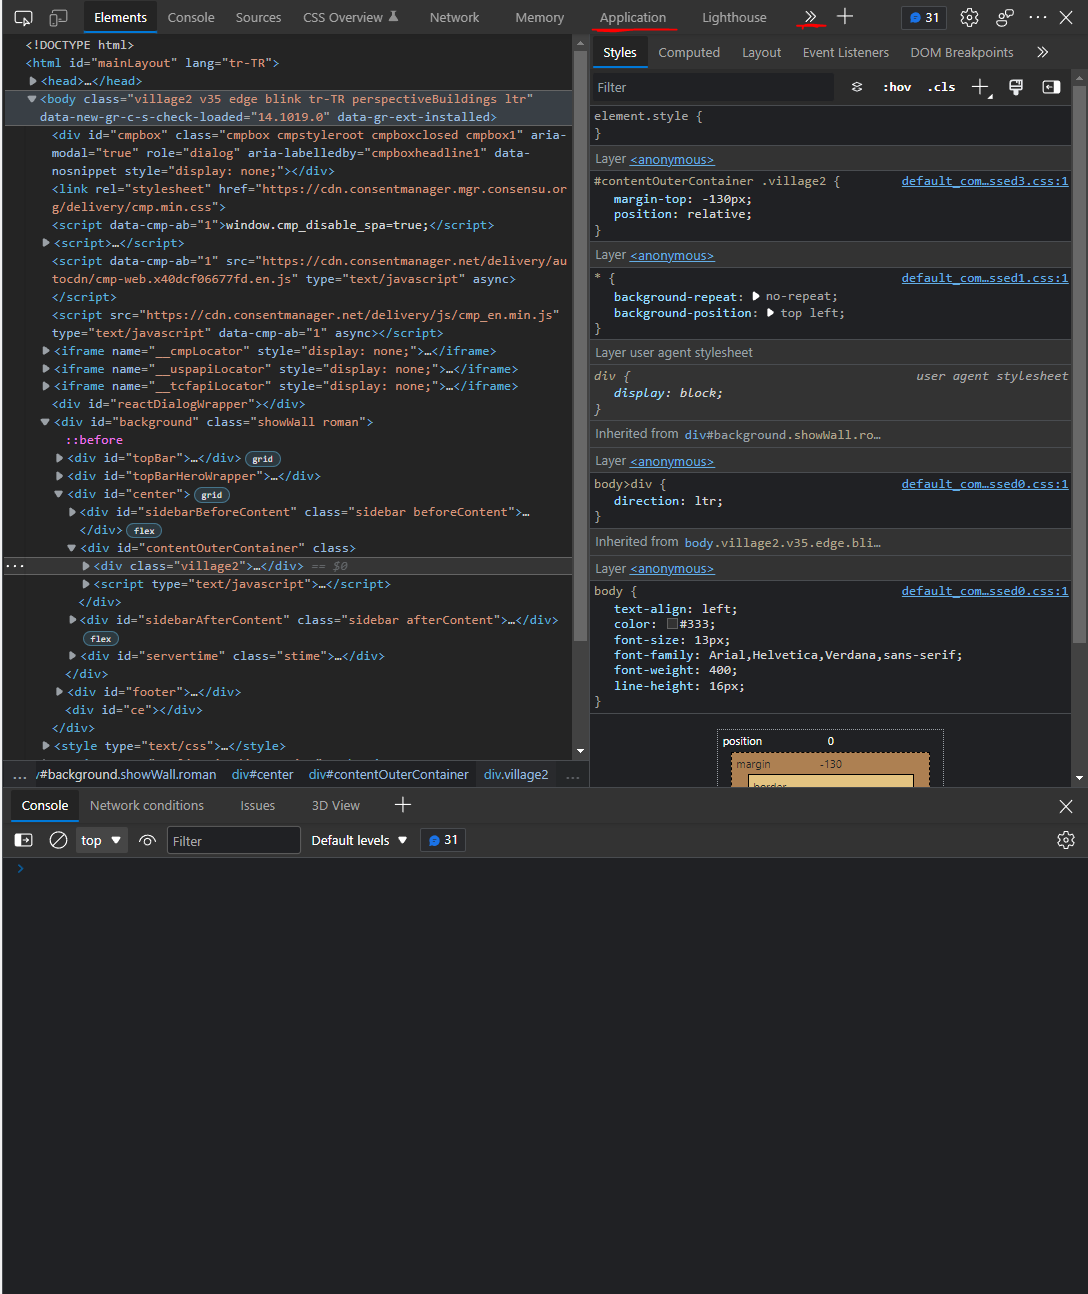 Elements Console Sources CSS Overview Network Memory Application Lighthouse 31
<!DOCTYPE html>
<html id="mainLayout" lang="tr-TR">
<head>…</head>
<body class="village2 v35 edge blink tr-TR perspectiveBuildings ltr"
data-new-gr-c-s-check-loaded="14.1019.0" data-gr-ext-installed>
<div id="cmpbox" class="cmpbox cmpstyleroot cmpboxclosed cmpbox1" aria-
modal="true" role="dialog" aria-labelledby="cmpboxheadline1" data-
nosnippet style="display: none;"></div>
<link rel="stylesheet" href="https://cdn.consentmanager.mgr.consensu.or
g/delivery/cmp.min.css">
<script data-cmp-ab="1">window.cmp_disable_spa=true;</script>
<script>…</script>
<script data-cmp-ab="1" src="https://cdn.consentmanager.net/delivery/au
tocdn/cmp-web.x40dcf06677fd.en.js" type="text/javascript" async>
</script>
<script src="https://cdn.consentmanager.net/delivery/js/cmp_en.min.js"
type="text/javascript" data-cmp-ab="1" async></script>
<iframe name="__cmpLocator" style="display: none;">…</iframe>
<iframe name="__uspapiLocator" style="display: none;">…</iframe>
<iframe name="__tcfapiLocator" style="display: none;">…</iframe>
<div id="reactDialogWrapper"></div>
<div id="background" class="showWall roman">
::before
<div id="topBar">…</div> grid
<div id="topBarHeroWrapper">…</div>
<div id="center"> grid
<div id="sidebarBeforeContent" class="sidebar beforeContent">…
</div> flex
<div id="contentOuterContainer" class>
... <div class="village2">…</div> == $0
<script type="text/javascript">…</script>
</div>
<div id="sidebarAfterContent" class="sidebar afterContent">…</div>
flex
<div id="servertime" class="stime">…</div>
</div>
<div id="footer">…</div>
<div id="ce"></div>
</div>
<style type="text/css">…</style>
... div#background.showWall.roman div#center div#contentOuterContainer div.village2 ...
Styles Computed Layout Event Listeners DOM Breakpoints
Filter :hov .cls
element.style {
}
Layer <anonymous>
#contentOuterContainer .village2 { default_com…ssed3.css:1
margin-top: -130px;
position: relative;
}
Layer <anonymous>
* { default_com…ssed1.css:1
background-repeat: no-repeat;
background-position: top left;
}
Layer user agent stylesheet
div { user agent stylesheet
display: block;
}
Inherited from div#background.showWall.ro…
Layer <anonymous>
body>div { default_com…ssed0.css:1
direction: ltr;
}
Inherited from body.village2.v35.edge.bli…
Layer <anonymous>
body { default_com…ssed0.css:1
text-align: left;
color: #333;
font-size: 13px;
font-family: Arial,Helvetica,Verdana,sans-serif;
font-weight: 400;
line-height: 16px;
}
position 0
margin -130
border
Console Network conditions Issues 3D View
top Filter Default levels 31